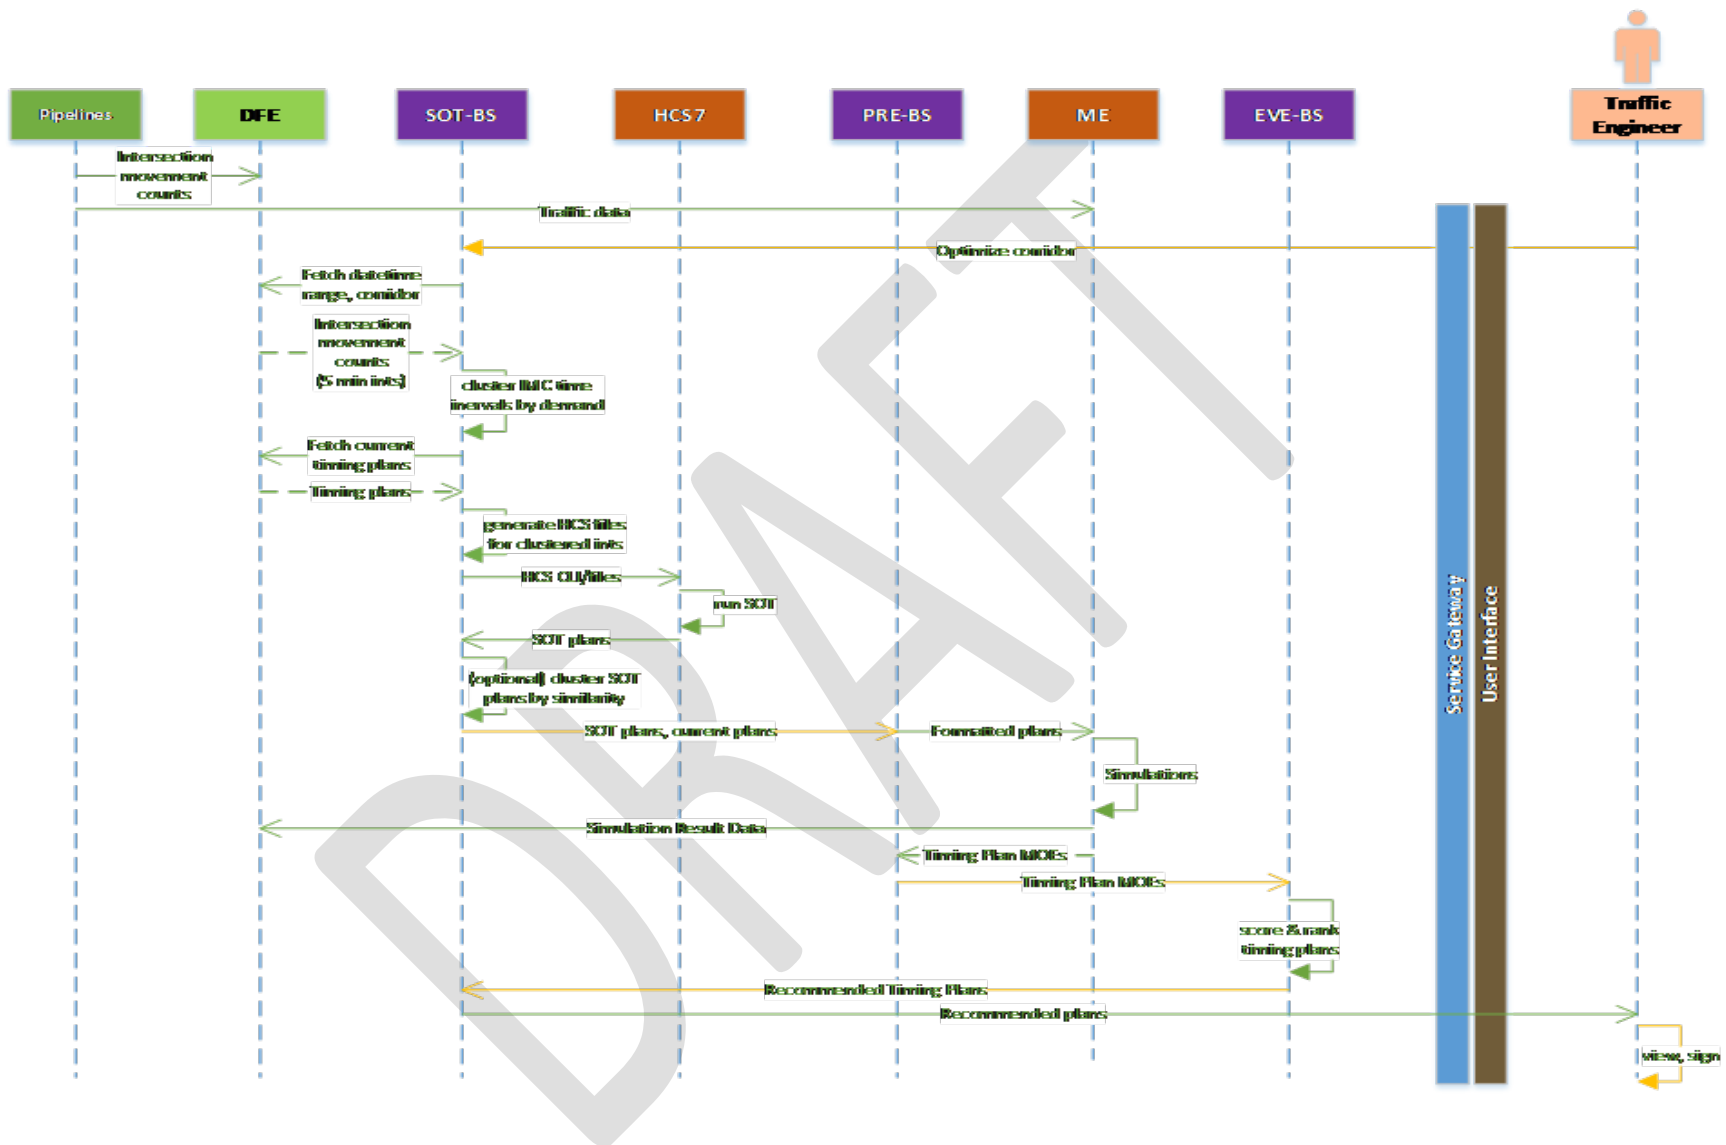 Pipelines
DFE
SOT-BS
HCS7
PRE-BS
ME
EVE-BS
Traffic
Engineer
Intersection
movement
counts
Traffic data
Optimize corridor
Fetch datetime
range, corridor
Intersection
movement
counts
(5 min ints)
cluster IMC time
inervals by demand
Fetch current
timing plans
Timing plans
generate HCS files
for clustered ints
HCS CLI/files
run SOT
SOT plans
(optional) cluster SOT
plans by similarity
SOT plans, current plans
Formatted plans
Simulations
Simulation Result Data
Timing Plan MOEs
Timing Plan MOEs
score & rank
timing plans
Recommended Timing Plans
Recommended plans
view, sign
Service Gateway
User Interface
DRAFT